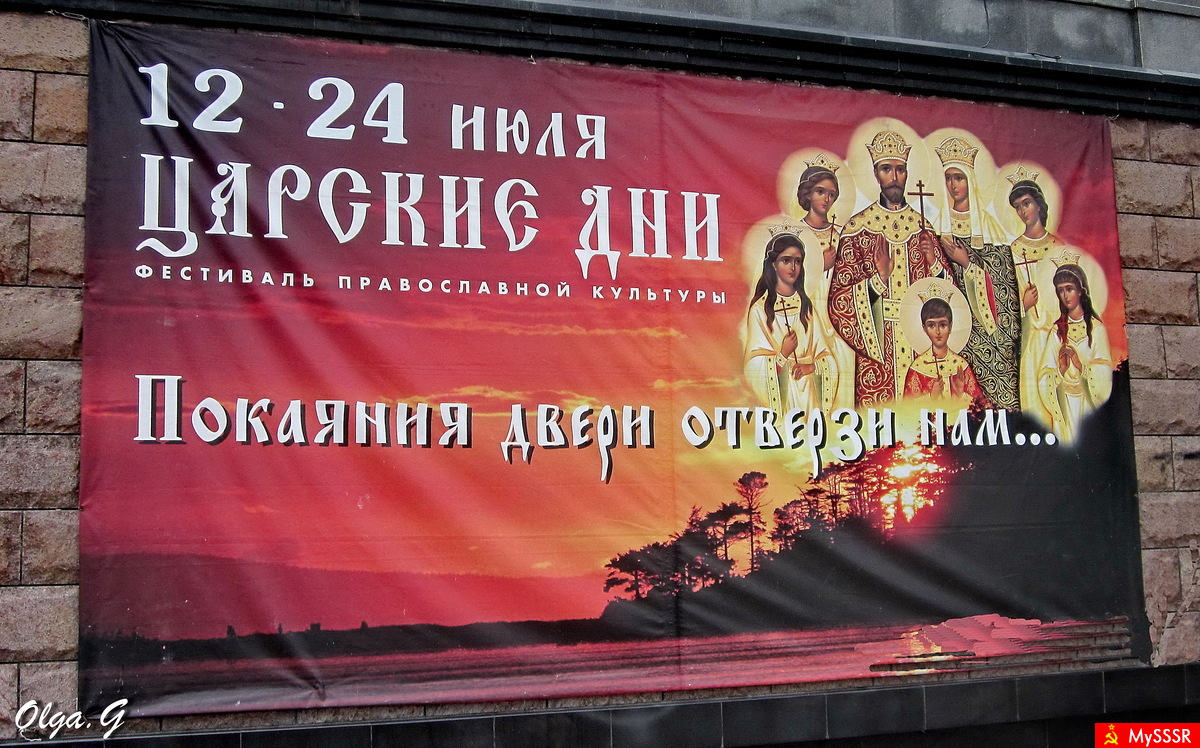 12 - 24 июля
Царские дни
ФЕСТИВАЛЬ ПРАВОСЛАВНОЙ КУЛЬТУРЫ
Покаяния двери отверзи нам...
Olga.G
MySSSR